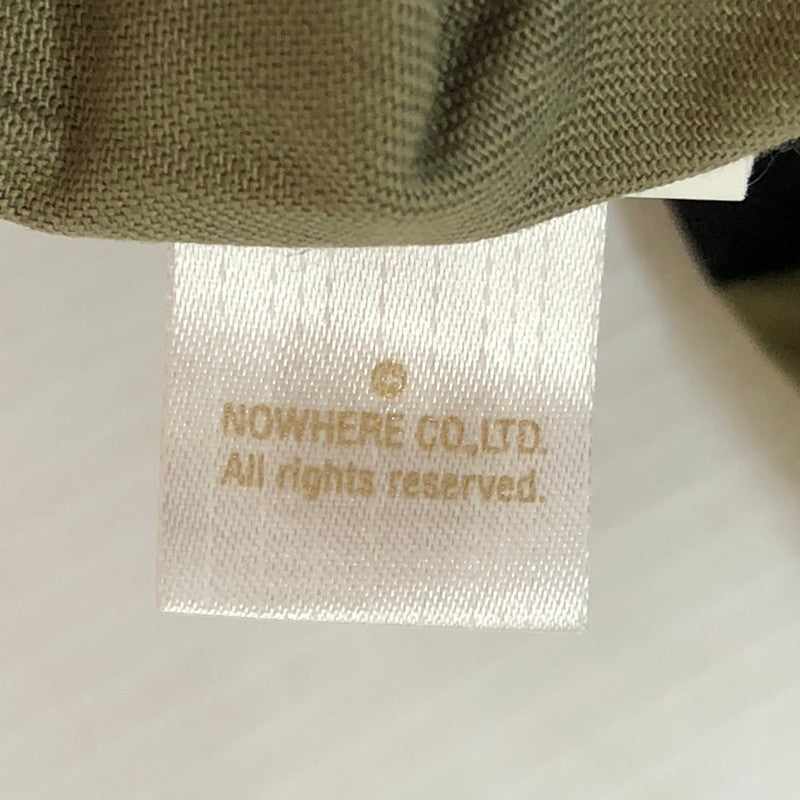 ©
NOWHERE CO.,LTD.
All rights reserved.